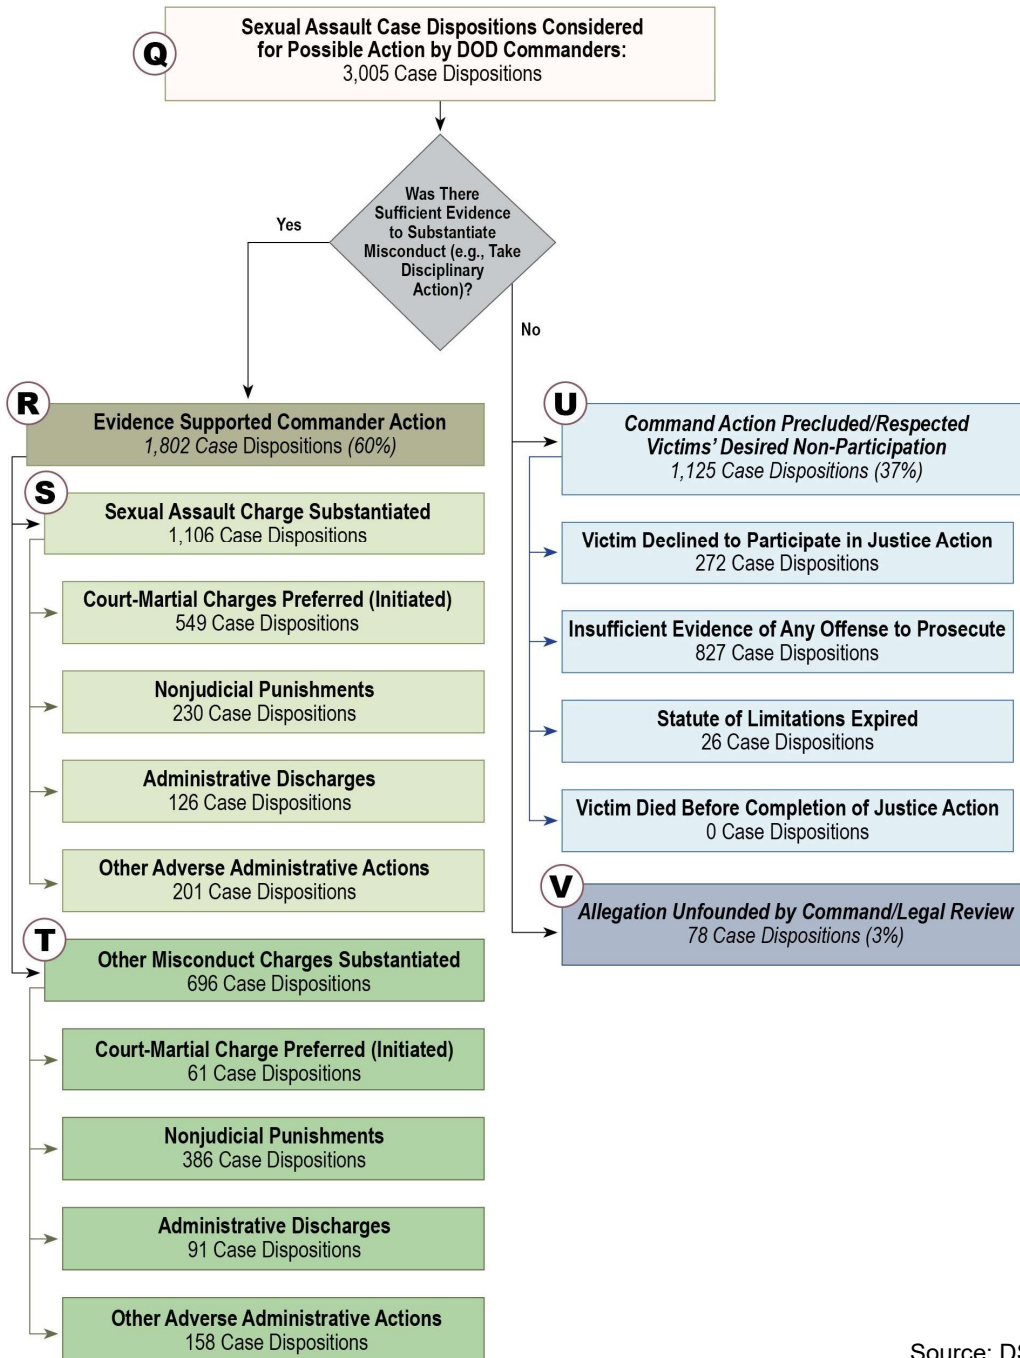 Q
Sexual Assault Case Dispositions Considered
for Possible Action by DOD Commanders:
3,005 Case Dispositions
Was There
Sufficient Evidence
to Substantiate
Misconduct (e.g., Take
Disciplinary
Action)?
Yes
No
R
Evidence Supported Commander Action
1,802 Case Dispositions (60%)
S
Sexual Assault Charge Substantiated
1,106 Case Dispositions
Court-Martial Charges Preferred (Initiated)
549 Case Dispositions
Nonjudicial Punishments
230 Case Dispositions
Administrative Discharges
126 Case Dispositions
Other Adverse Administrative Actions
201 Case Dispositions
T
Other Misconduct Charges Substantiated
696 Case Dispositions
Court-Martial Charge Preferred (Initiated)
61 Case Dispositions
Nonjudicial Punishments
386 Case Dispositions
Administrative Discharges
91 Case Dispositions
Other Adverse Administrative Actions
158 Case Dispositions
U
Command Action Precluded/Respected
Victims' Desired Non-Participation
1,125 Case Dispositions (37%)
Victim Declined to Participate in Justice Action
272 Case Dispositions
Insufficient Evidence of Any Offense to Prosecute
827 Case Dispositions
Statute of Limitations Expired
26 Case Dispositions
Victim Died Before Completion of Justice Action
0 Case Dispositions
V
Allegation Unfounded by Command/Legal Review
78 Case Dispositions (3%)
Source: